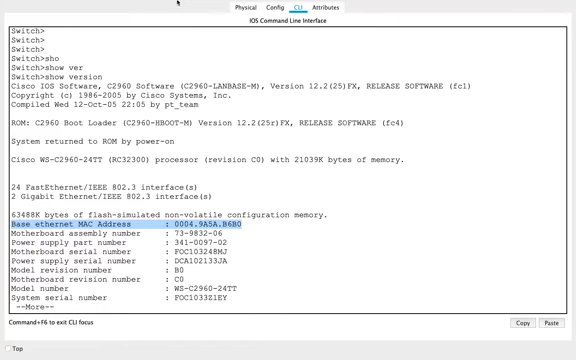 Physical Config CLI Attributes
IOS Command Line Interface
Switch>
Switch>
Switch>
Switch>sho
Switch>show ver
Switch>show version
Cisco IOS Software, C2960 Software (C2960-LANBASE-M), Version 12.2(25)FX, RELEASE SOFTWARE (fc1)
Copyright (c) 1986-2005 by Cisco Systems, Inc.
Compiled Wed 12-Oct-05 22:05 by pt_team
ROM: C2960 Boot Loader (C2960-HBOOT-M) Version 12.2(25r)FX, RELEASE SOFTWARE (fc4)
System returned to ROM by power-on
Cisco WS-C2960-24TT (RC32300) processor (revision C0) with 21039K bytes of memory.
24 FastEthernet/IEEE 802.3 interface(s)
2 Gigabit Ethernet/IEEE 802.3 interface(s)
63488K bytes of flash-simulated non-volatile configuration memory.
Base ethernet MAC Address : 0004.9A5A.B6B0
Motherboard assembly number : 73-9832-06
Power supply part number : 341-0097-02
Motherboard serial number : FOC103248MJ
Power supply serial number : DCA102133JA
Model revision number : B0
Motherboard revision number : C0
Model number : WS-C2960-24TT
System serial number : FOC1033Z1EY
--More--
Command+F6 to exit CLI focus
Copy Paste
Top